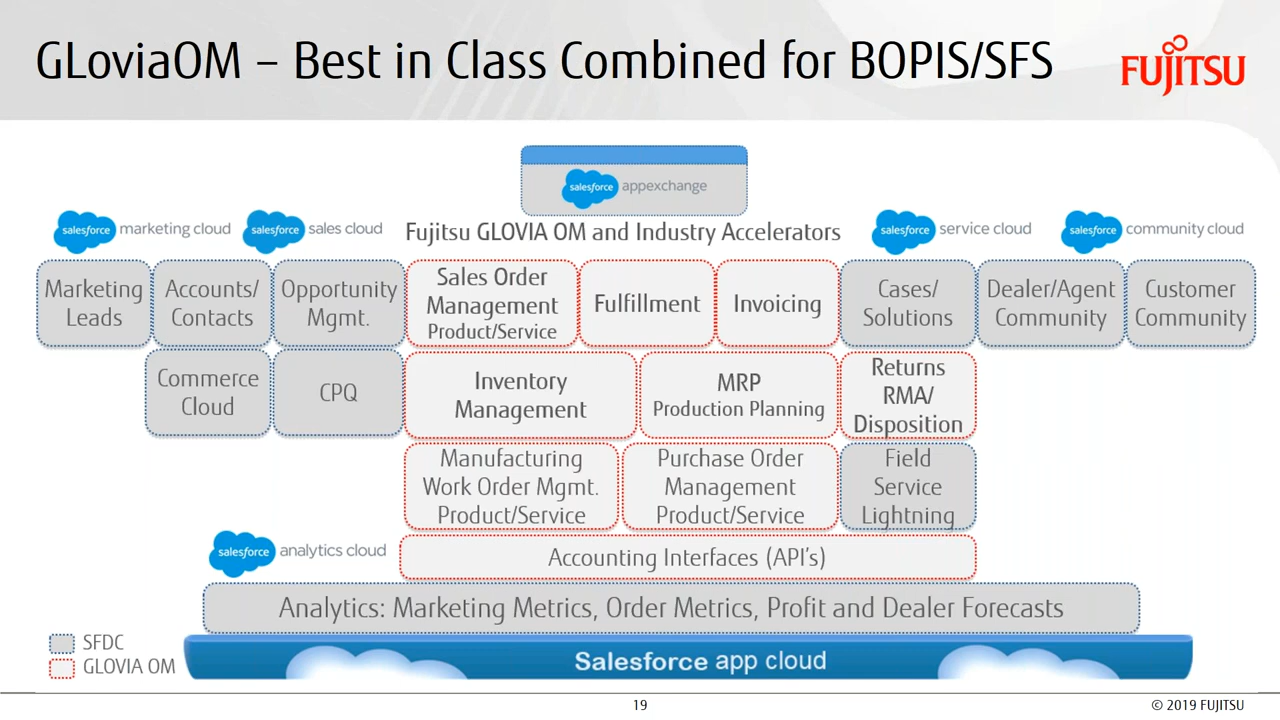 GLoviaOM – Best in Class Combined for BOPIS/SFS
FUJITSU
salesforce appexchange
salesforce marketing cloud
salesforce sales cloud
Fujitsu GLOVIA OM and Industry Accelerators
salesforce service cloud
salesforce community cloud
Marketing
Leads
Accounts/
Contacts
Opportunity
Mgmt.
Sales Order
Management
Product/Service
Fulfillment
Invoicing
Cases/
Solutions
Dealer/Agent
Community
Customer
Community
Commerce
Cloud
CPQ
Inventory
Management
MRP
Production Planning
Returns
RMA/
Disposition
Manufacturing
Work Order Mgmt.
Product/Service
Purchase Order
Management
Product/Service
Field
Service
Lightning
salesforce analytics cloud
Accounting Interfaces (API's)
Analytics: Marketing Metrics, Order Metrics, Profit and Dealer Forecasts
SFDC
GLOVIA OM
Salesforce app cloud
19
© 2019 FUJITSU